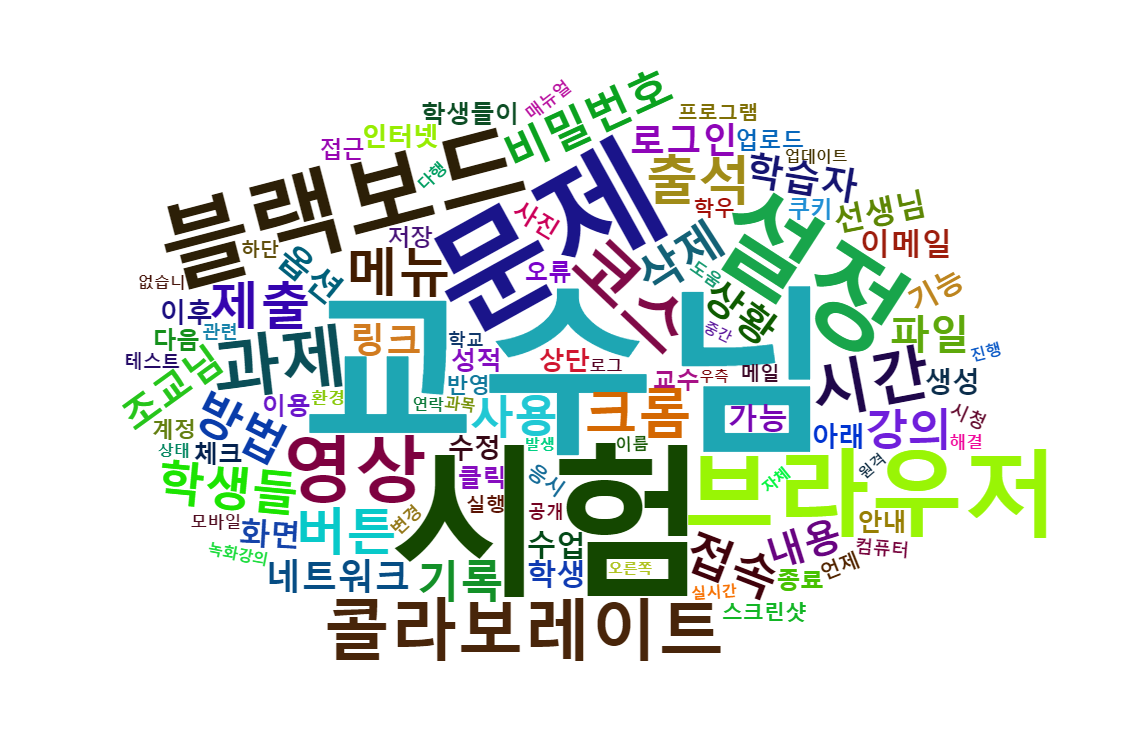 매뉴얼
학생들이
비밀번호
프로그램
인터넷
접근
로그인
업로드
업데이트
다행
블랙보드
문제
출석
학습자
사진
학우
쿠키
선생님
저장
하단
옵션
메뉴
오류
코스
삭제
도움
설정
이메일
없습니
이후
제출
상황
기능
다음
관련
링크
학교
중간
파일
테스트
조교님
과제
교수님
성적
상단
로그
시간
진행
반영
교수
우측
메일
생성
환경
이용
방법
연락
과목
사용
크롬
가능
시청
계정
상태
체크
영상
수정
발생
이름
아래
강의
해결
학생들
클릭
응시
시험
브라우저
자체
원격
실행
모바일
화면
버튼
변경
공개
안내
녹화강의
수업
접속
내용
컴퓨터
네트워크
기록
학생
오른쪽
종료
언제
실시간
콜라보레이트
스크린샷